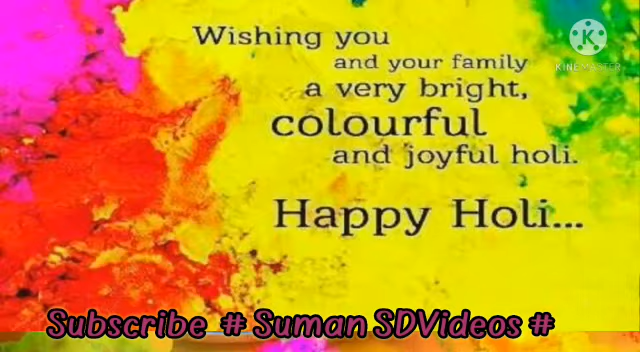 Wishing you
and your family
a very bright,
colourful
and joyful holi.
Happy Holi...
KINEMASTER
Subscribe # Suman SDVideos #